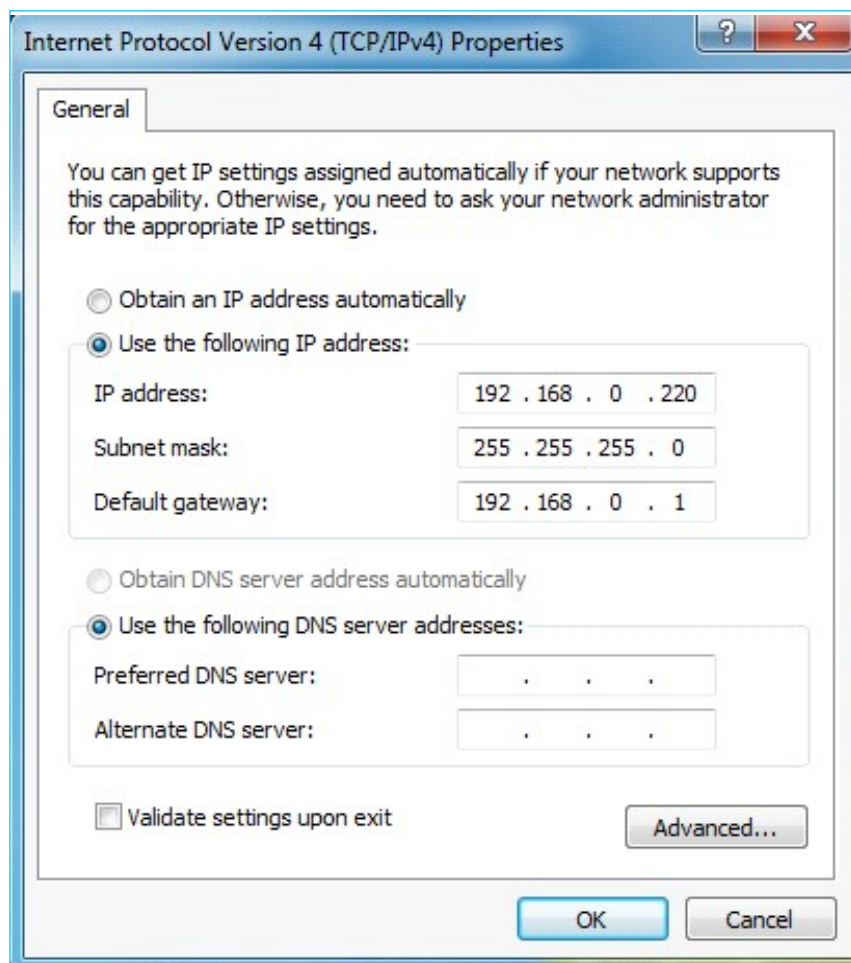 Internet Protocol Version 4 (TCP/IPv4) Properties
?
General
You can get IP settings assigned automatically if your network supports
this capability. Otherwise, you need to ask your network administrator
for the appropriate IP settings.
Obtain an IP address automatically
Use the following IP address:
IP address: 192 . 168 . 0 . 220
Subnet mask: 255 . 255 . 255 . 0
Default gateway: 192 . 168 . 0 . 1
Obtain DNS server address automatically
Use the following DNS server addresses:
Preferred DNS server: . . .
Alternate DNS server: . . .
Validate settings upon exit
Advanced...
OK Cancel